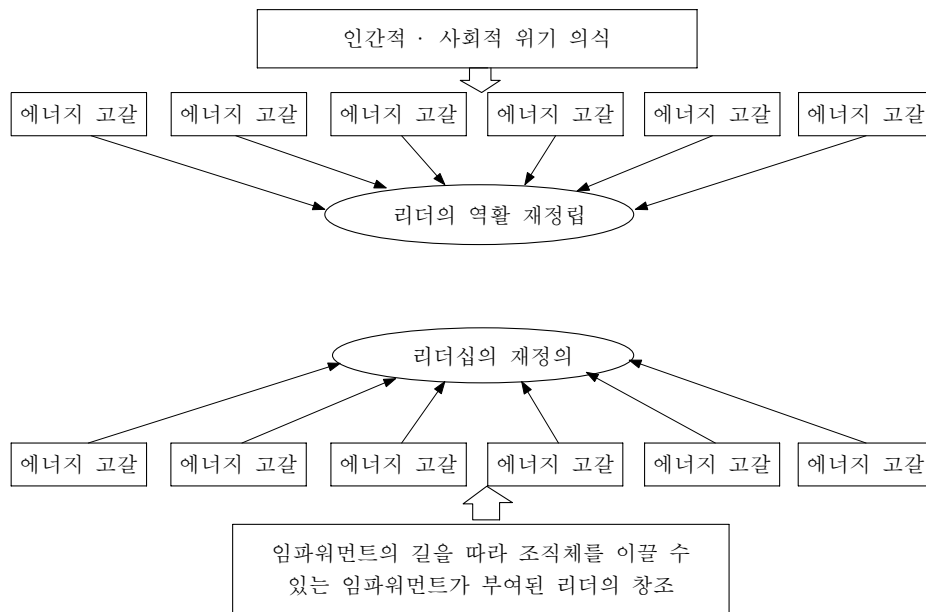 인간적 · 사회적 위기 의식
에너지 고갈 에너지 고갈 에너지 고갈 에너지 고갈 에너지 고갈 에너지 고갈
리더의 역활 재정립
리더십의 재정의
에너지 고갈 에너지 고갈 에너지 고갈 에너지 고갈 에너지 고갈 에너지 고갈
임파워먼트의 길을 따라 조직체를 이끌 수
있는 임파워먼트가 부여된 리더의 창조